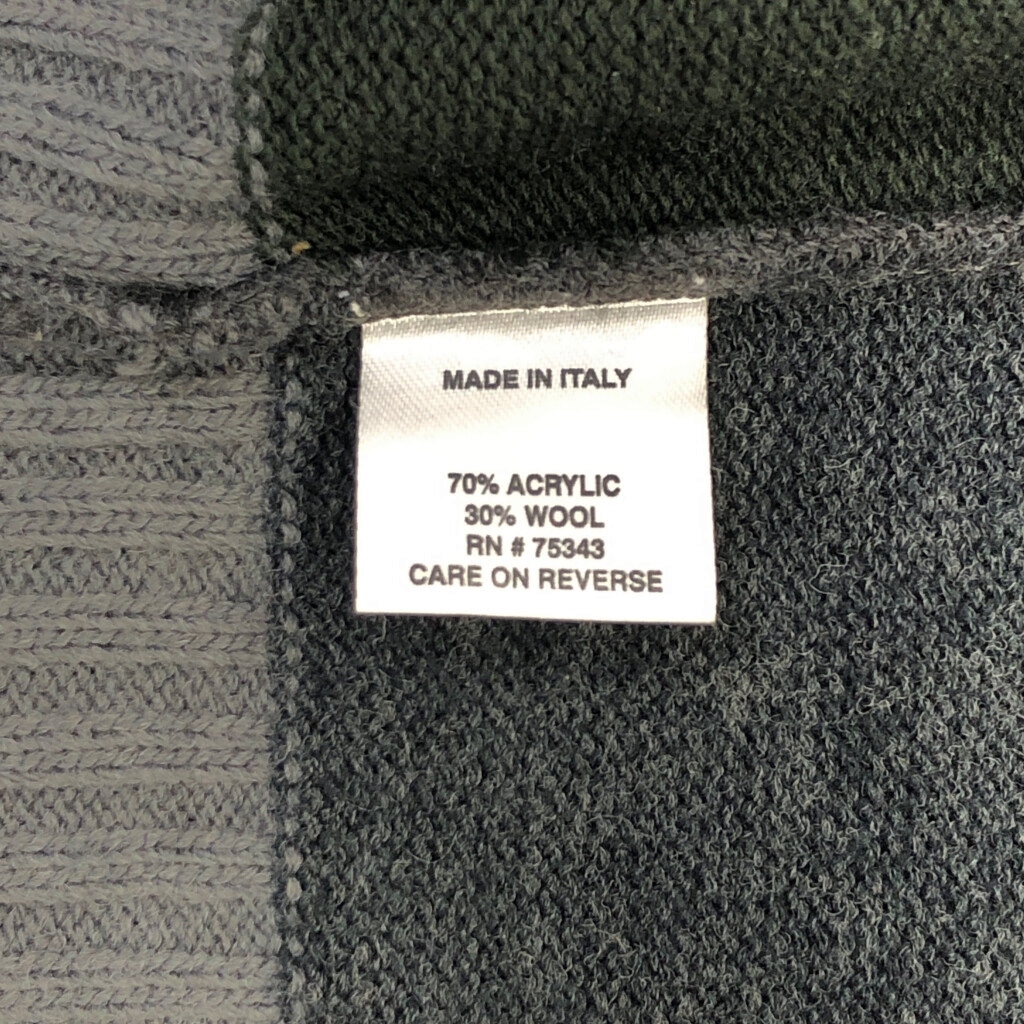 MADE IN ITALY
70% ACRYLIC
30% WOOL
RN # 75343
CARE ON REVERSE